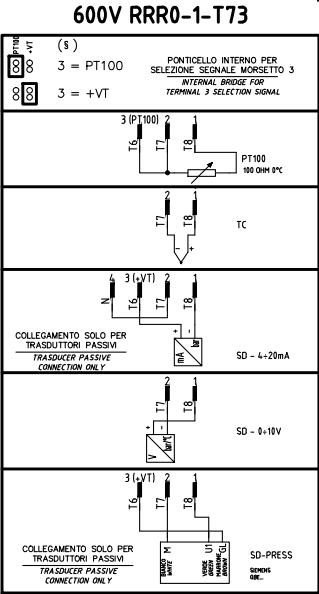 600V RRR0-1-T73
PT100
+VT
(§)
3 = PT100
3 = +VT
PONTICELLO INTERNO PER
SELEZIONE SEGNALE MORSETTO 3
INTERNAL BRIDGE FOR
TERMINAL 3 SELECTION SIGNAL
3 (PT100) 2 1
T6 T7 T8
PT100
100 OHM 0°C
2 1
T7 T8
- +
TC
4 3 (+VT) 2 1
N T6 T7 T8
+ -
mA bar
COLLEGAMENTO SOLO PER
TRASDUTTORI PASSIVI
TRASDUCER PASSIVE
CONNECTION ONLY
SD - 4÷20mA
2 1
T7 T8
- +
V bar/°C
SD - 0÷10V
3 (+VT) 2 1
T6 T7 T8
M U1 G1
BIANCO
WHITE
VERDE
GREEN
MARRONE
BROWN
COLLEGAMENTO SOLO PER
TRASDUTTORI PASSIVI
TRASDUCER PASSIVE
CONNECTION ONLY
SD-PRESS
SIEMENS
QBE...